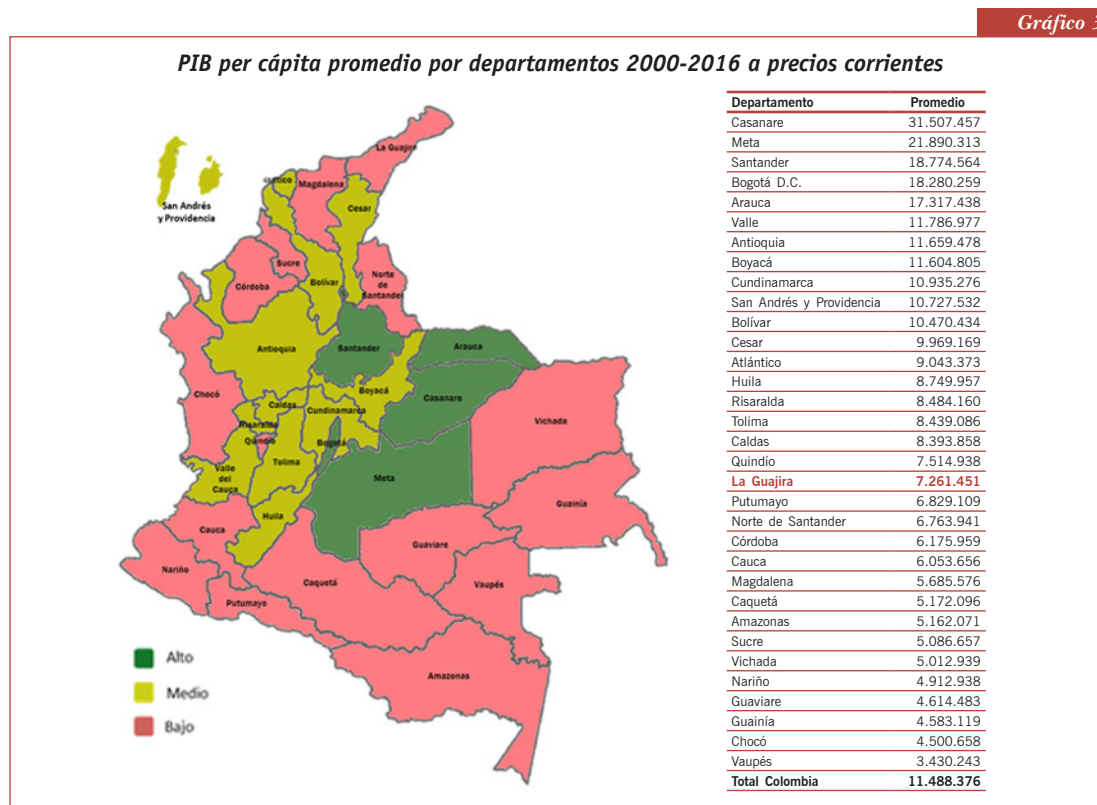 Gráfico
PIB per cápita promedio por departamentos 2000-2016 a precios corrientes
Departamento Promedio
Casanare 31.507.457
Meta 21.890.313
Santander 18.774.564
Bogotá D.C. 18.280.259
Arauca 17.317.438
Valle 11.786.977
Antioquia 11.659.478
Boyacá 11.604.805
Cundinamarca 10.935.276
San Andrés y Providencia 10.727.532
Bolívar 10.470.434
Cesar 9.969.169
Atlántico 9.043.373
Huila 8.749.957
Risaralda 8.484.160
Tolima 8.439.086
Caldas 8.393.858
Quindío 7.514.938
La Guajira 7.261.451
Putumayo 6.829.109
Norte de Santander 6.763.941
Córdoba 6.175.959
Cauca 6.053.656
Magdalena 5.685.576
Caquetá 5.172.096
Amazonas 5.162.071
Sucre 5.086.657
Vichada 5.012.939
Nariño 4.912.938
Guaviare 4.614.483
Guainía 4.583.119
Chocó 4.500.658
Vaupés 3.430.243
Total Colombia 11.488.376
La Guajira
Magdalena
San Andrés
y Providencia
Cesar
Sucre
Córdoba
Bolívar
Norte
de
Santander
Antioquia
Santander
Arauca
Chocó
Boyacá
Casanare
Caldas
Cundinamarca
Risaralda
Quindío
Bogotá
Vichada
Tolima
Valle
del
Cauca
Meta
Guainía
Huila
Cauca
Guaviare
Nariño
Caquetá
Vaupés
Putumayo
Amazonas
Alto
Medio
Bajo